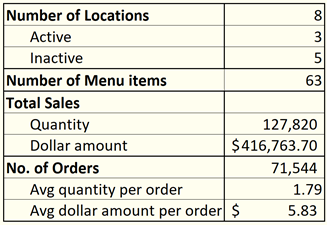 Number of Locations 8
Active 3
Inactive 5
Number of Menu items 63
Total Sales
Quantity 127,820
Dollar amount $416,763.70
No. of Orders 71,544
Avg quantity per order 1.79
Avg dollar amount per order $ 5.83